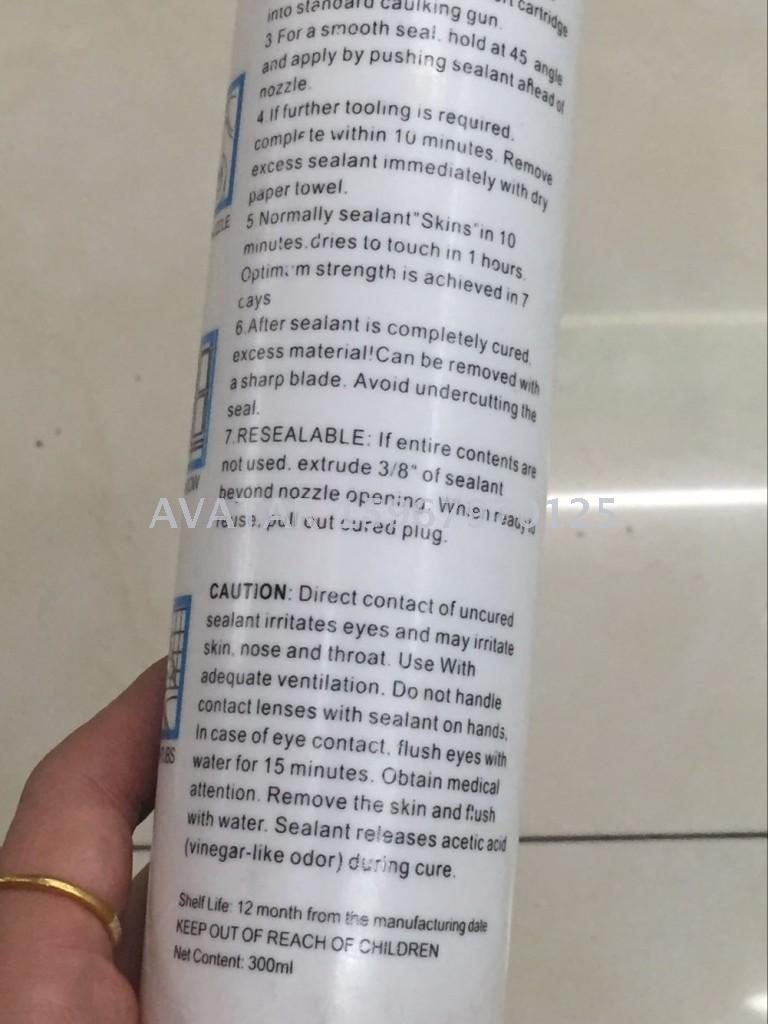 cartridge
into standard caulking gun.
3 For a smooth seal. hold at 45 angle
and apply by pushing sealant ahead of
nozzle.
4.If further tooling is required.
complete within 10 minutes. Remove
excess sealant immediately with dry
paper towel.
5.Normally sealant"Skins"in 10
minutes.dries to touch in 1 hours.
Optimum strength is achieved in 7
cays
6.After sealant is completely cured.
excess material!Can be removed with
a sharp blade. Avoid undercutting the
seal.
7.RESEALABLE: If entire contents are
not used. extrude 3/8" of sealant
beyond nozzle opening. When ready
pull out cured plug.
CAUTION: Direct contact of uncured
sealant irritates eyes and may irritate
skin. nose and throat. Use With
adequate ventilation. Do not handle
contact lenses with sealant on hands,
In case of eye contact. flush eyes with
water for 15 minutes. Obtain medical
attention. Remove the skin and flush
with water. Sealant releases acetic acid
(vinegar-like odor) during cure.
Shelf Life: 12 month from the manufacturing date
KEEP OUT OF REACH OF CHILDREN
Net Content: 300ml